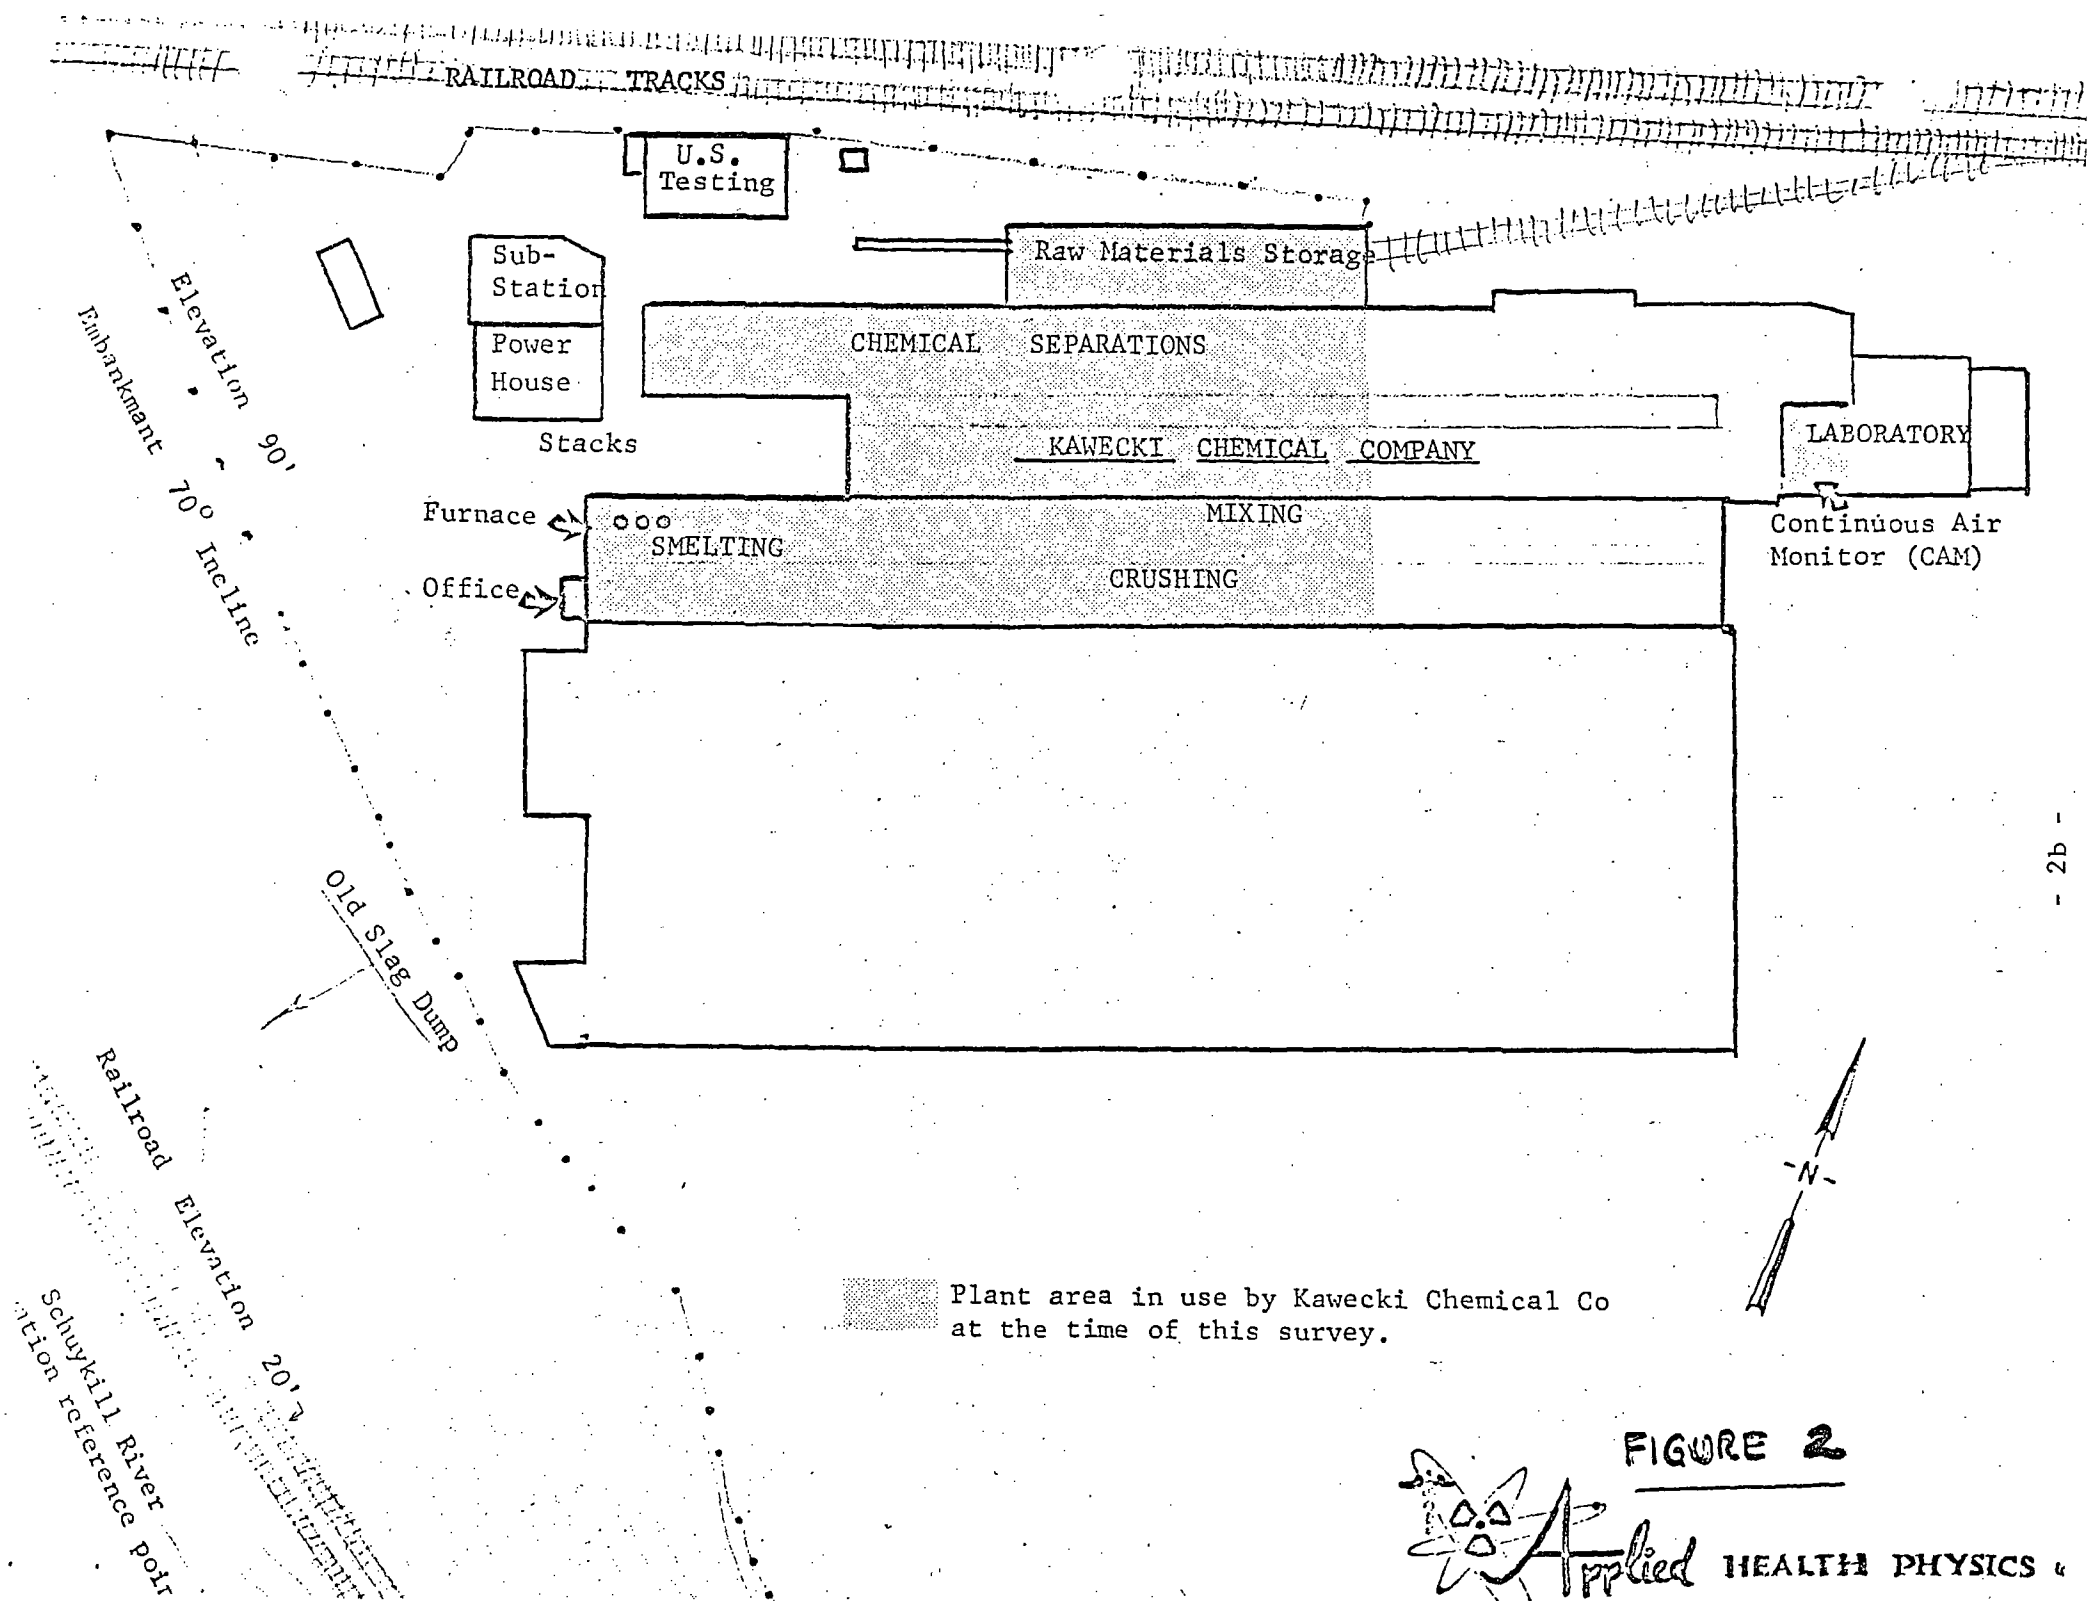 RAILROAD TRACKS
U.S.
Testing
Sub-
Station
Raw Materials Storage
Elevation 90'
Embankmant 70° Incline
Power
House
CHEMICAL SEPARATIONS
Stacks
KAWECKI CHEMICAL COMPANY
LABORATORY
Furnace
MIXING
SMELTING
Continuous Air
Monitor (CAM)
CRUSHING
Office
- 2b -
Old Slag Dump
Railroad Elevation 20'
-N-
Schuykill River
reference
Plant area in use by Kawecki Chemical Co
at the time of this survey.
FIGURE 2
Applied HEALTH PHYSICS